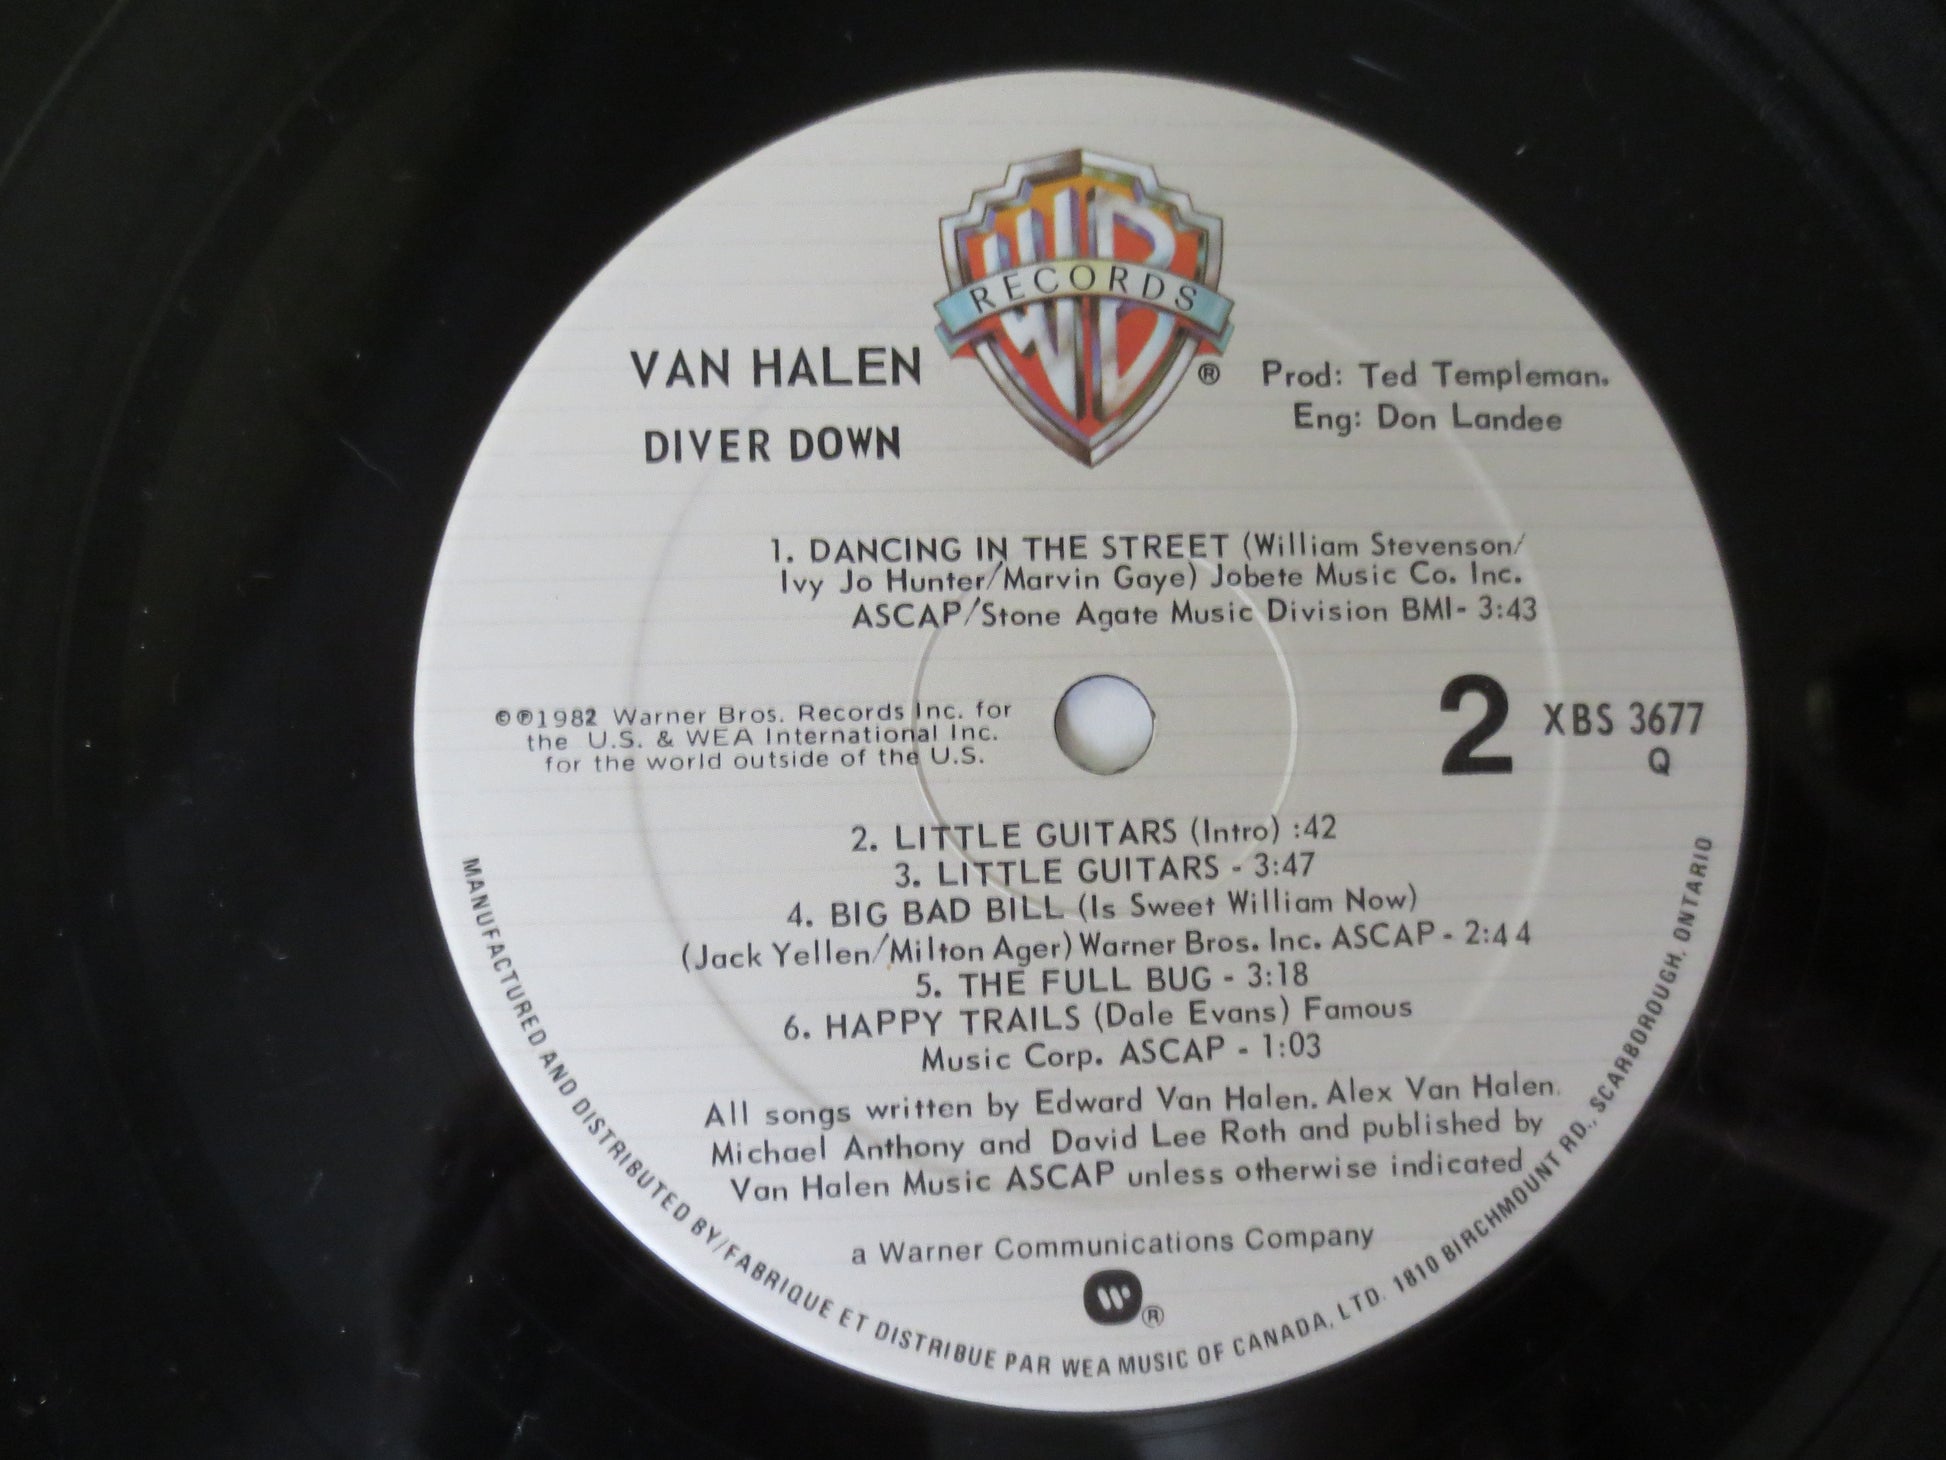 WB
RECORDS
®
VAN HALEN
DIVER DOWN
Prod: Ted Templeman.
Eng: Don Landee
1. DANCING IN THE STREET (William Stevenson/
Ivy Jo Hunter/Marvin Gaye) Jobete Music Co. Inc.
ASCAP/Stone Agate Music Division BMI- 3:43
©℗1982 Warner Bros. Records Inc. for
the U.S. & WEA International Inc.
for the world outside of the U.S.
2
XBS 3677
Q
2. LITTLE GUITARS (Intro) :42
3. LITTLE GUITARS - 3:47
4. BIG BAD BILL (Is Sweet William Now)
(Jack Yellen/Milton Ager) Warner Bros. Inc. ASCAP - 2:44
5. THE FULL BUG - 3:18
6. HAPPY TRAILS (Dale Evans) Famous
Music Corp. ASCAP - 1:03
All songs written by Edward Van Halen. Alex Van Halen.
Michael Anthony and David Lee Roth and published by
Van Halen Music ASCAP unless otherwise indicated
a Warner Communications Company
®
MANUFACTURED AND DISTRIBUTED BY/FABRIQUE ET DISTRIBUE PAR WEA MUSIC OF CANADA, LTD. 1810 BIRCHMOUNT RD., SCARBOROUGH, ONTARIO